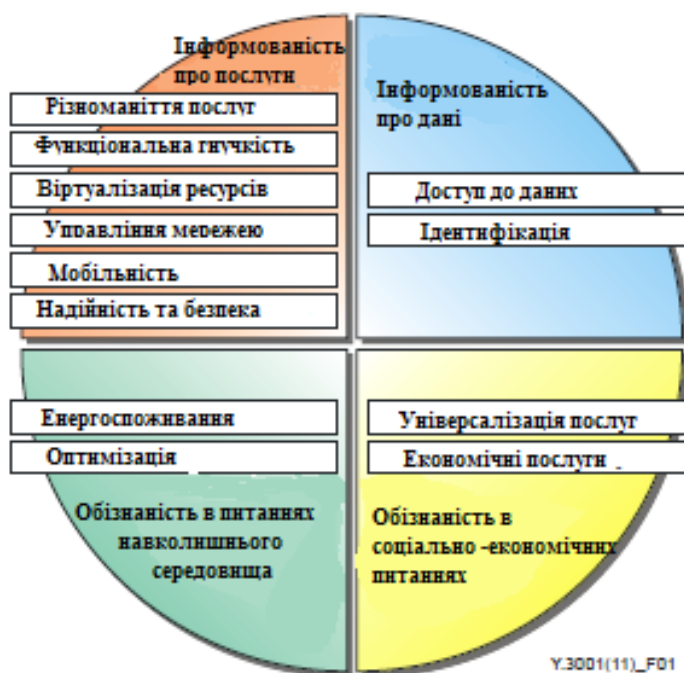 Інформованість
про послуги
Різноманіття послуг
Функціональна гнучкість
Віртуалізація ресурсів
Управління мережею
Мобільність
Надійність та безпека
Інформованість
про дані
Доступ до даних
Ідентифікація
Енергоспоживання
Оптимізація
Обізнаність в питаннях
навколишнього
середовища
Універсалізація послуг
Економічні послуги
Обізнаність в
соціально -економічних
питаннях
Y.3001(11)_F01